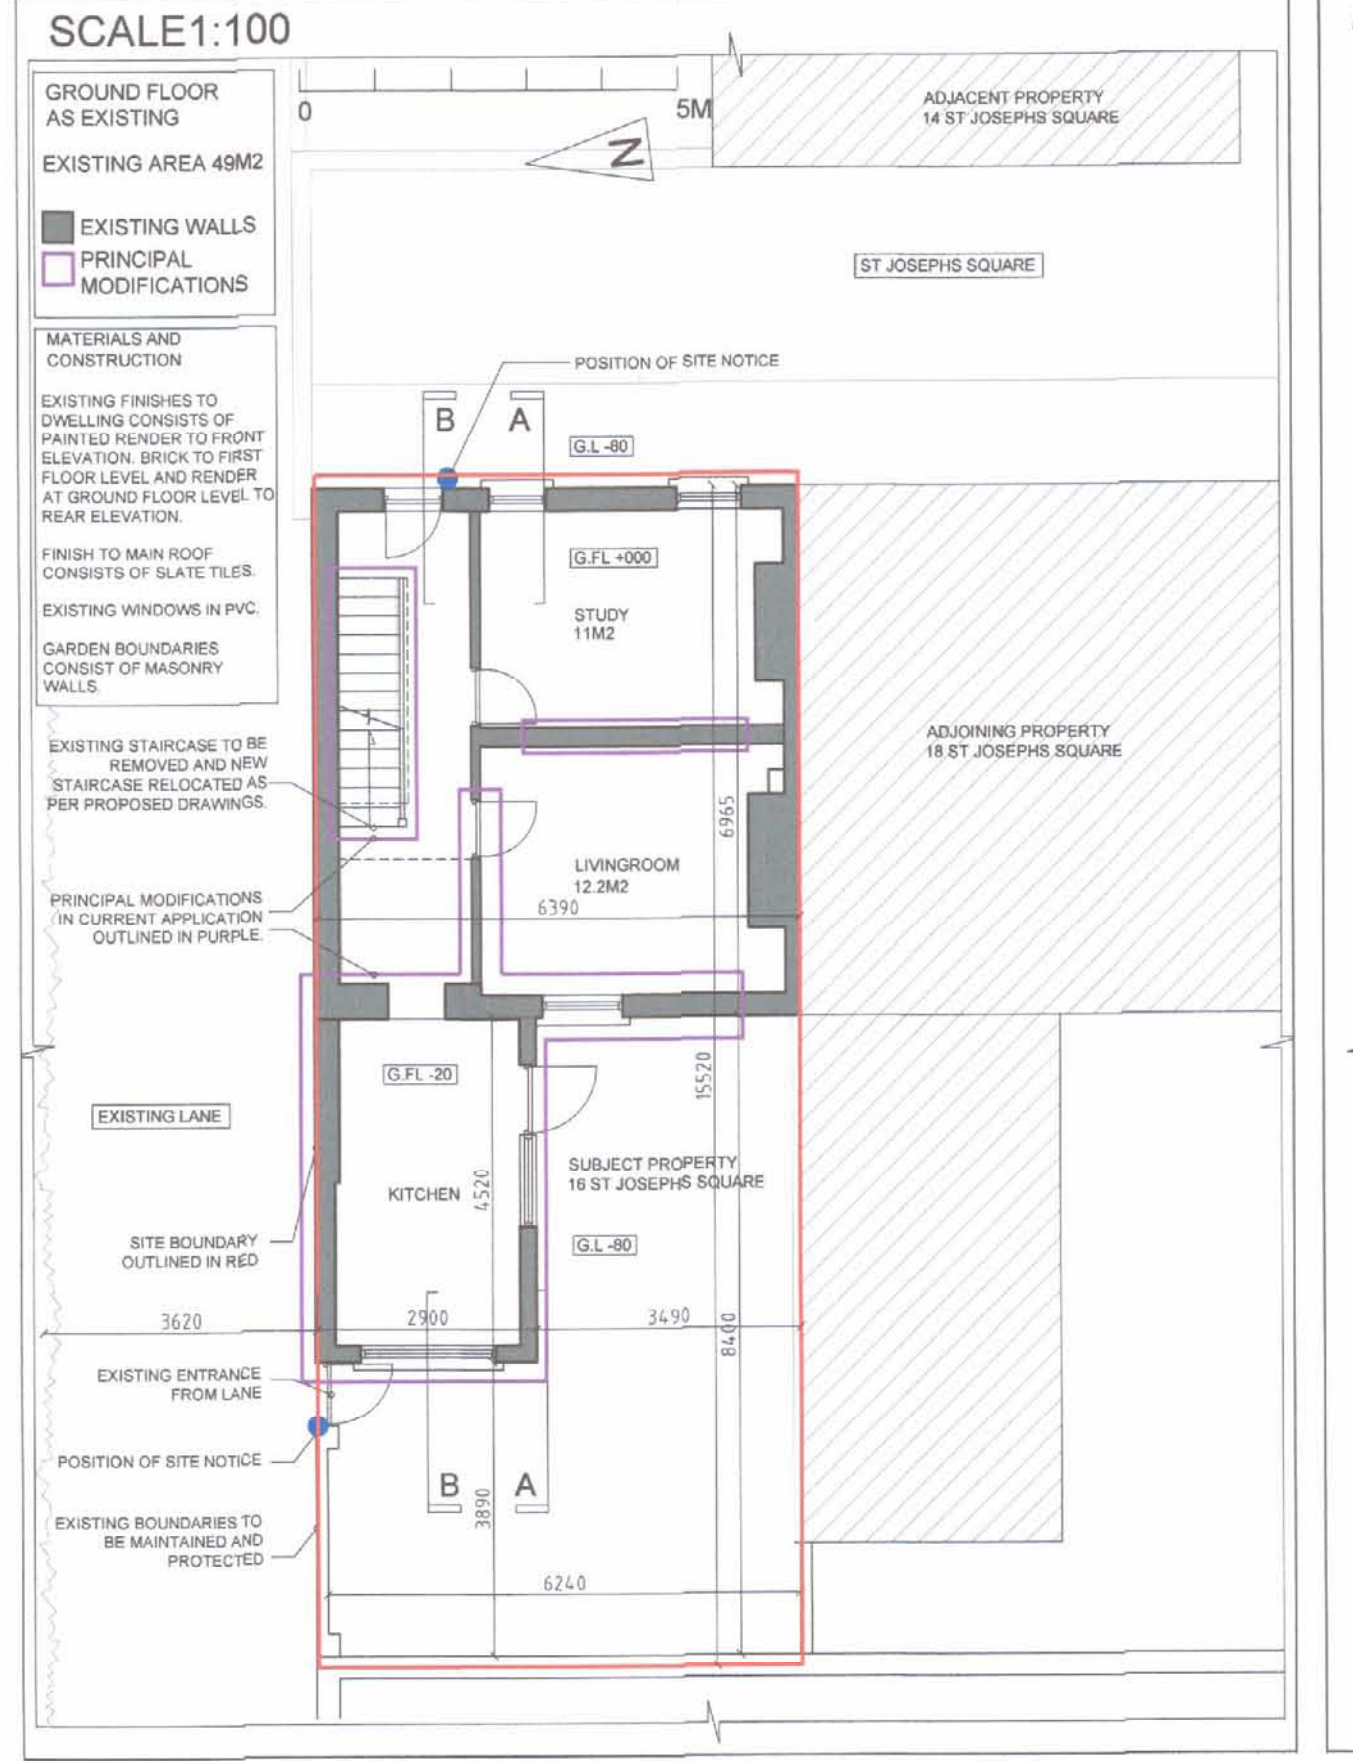 SCALE1:100
GROUND FLOOR
AS EXISTING
EXISTING AREA 49M2
EXISTING WALLS
PRINCIPAL
MODIFICATIONS
0
5M
N
ADJACENT PROPERTY
14 ST JOSEPHS SQUARE
ST JOSEPHS SQUARE
MATERIALS AND
CONSTRUCTION
EXISTING FINISHES TO
DWELLING CONSISTS OF
PAINTED RENDER TO FRONT
ELEVATION. BRICK TO FIRST
FLOOR LEVEL AND RENDER
AT GROUND FLOOR LEVEL TO
REAR ELEVATION.
FINISH TO MAIN ROOF
CONSISTS OF SLATE TILES.
EXISTING WINDOWS IN PVC.
GARDEN BOUNDARIES
CONSIST OF MASONRY
WALLS.
POSITION OF SITE NOTICE
B
A
G.L -80
G.FL +000
STUDY
11M2
EXISTING STAIRCASE TO BE
REMOVED AND NEW
STAIRCASE RELOCATED AS
PER PROPOSED DRAWINGS.
ADJOINING PROPERTY
18 ST JOSEPHS SQUARE
6965
LIVINGROOM
12.2M2
6390
PRINCIPAL MODIFICATIONS
IN CURRENT APPLICATION
OUTLINED IN PURPLE.
G.FL -20
15520
EXISTING LANE
KITCHEN
4520
SUBJECT PROPERTY
16 ST JOSEPHS SQUARE
G.L -80
SITE BOUNDARY
OUTLINED IN RED
3620
2900
3490
8400
EXISTING ENTRANCE
FROM LANE
POSITION OF SITE NOTICE
B
A
3890
EXISTING BOUNDARIES TO
BE MAINTAINED AND
PROTECTED
6240